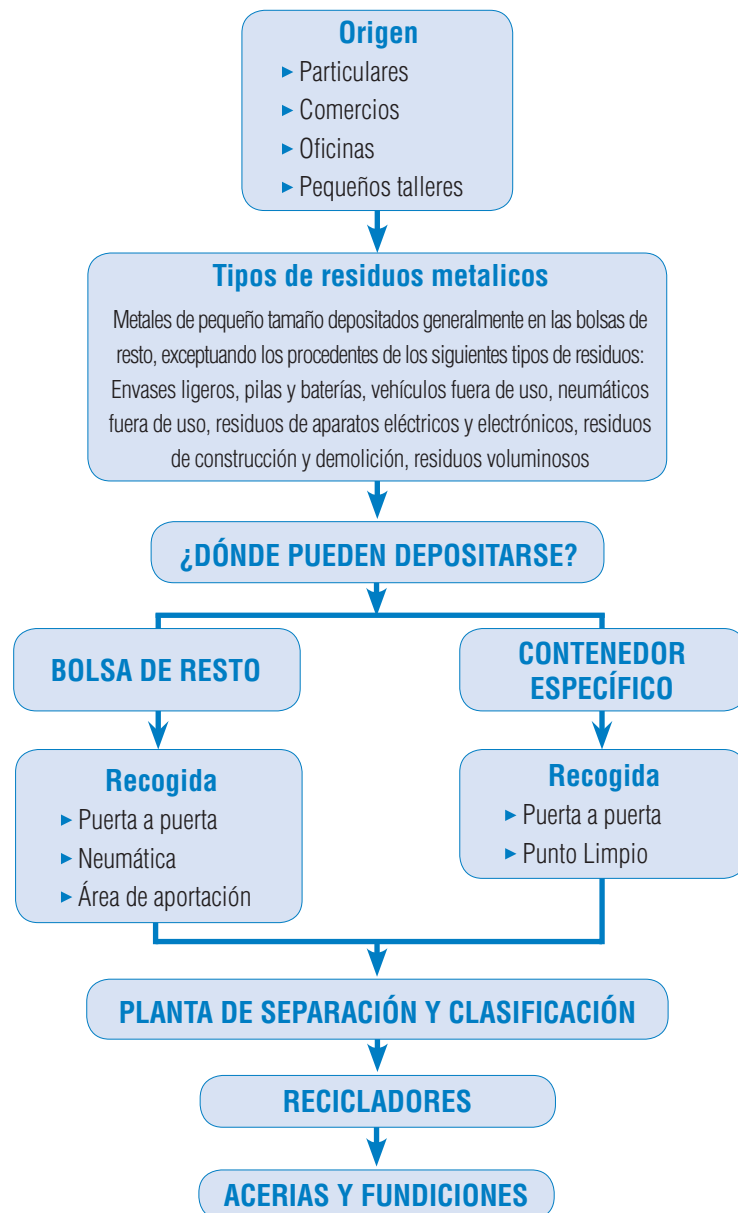 Origen
► Particulares
► Comercios
► Oficinas
► Pequeños talleres
Tipos de residuos metalicos
Metales de pequeño tamaño depositados generalmente en las bolsas de
resto, exceptuando los procedentes de los siguientes tipos de residuos:
Envases ligeros, pilas y baterías, vehículos fuera de uso, neumáticos
fuera de uso, residuos de aparatos eléctricos y electrónicos, residuos
de construcción y demolición, residuos voluminosos
¿DÓNDE PUEDEN DEPOSITARSE?
BOLSA DE RESTO
CONTENEDOR
ESPECÍFICO
Recogida
► Puerta a puerta
► Neumática
► Área de aportación
Recogida
► Puerta a puerta
► Punto Limpio
PLANTA DE SEPARACIÓN Y CLASIFICACIÓN
RECICLADORES
ACERIAS Y FUNDICIONES